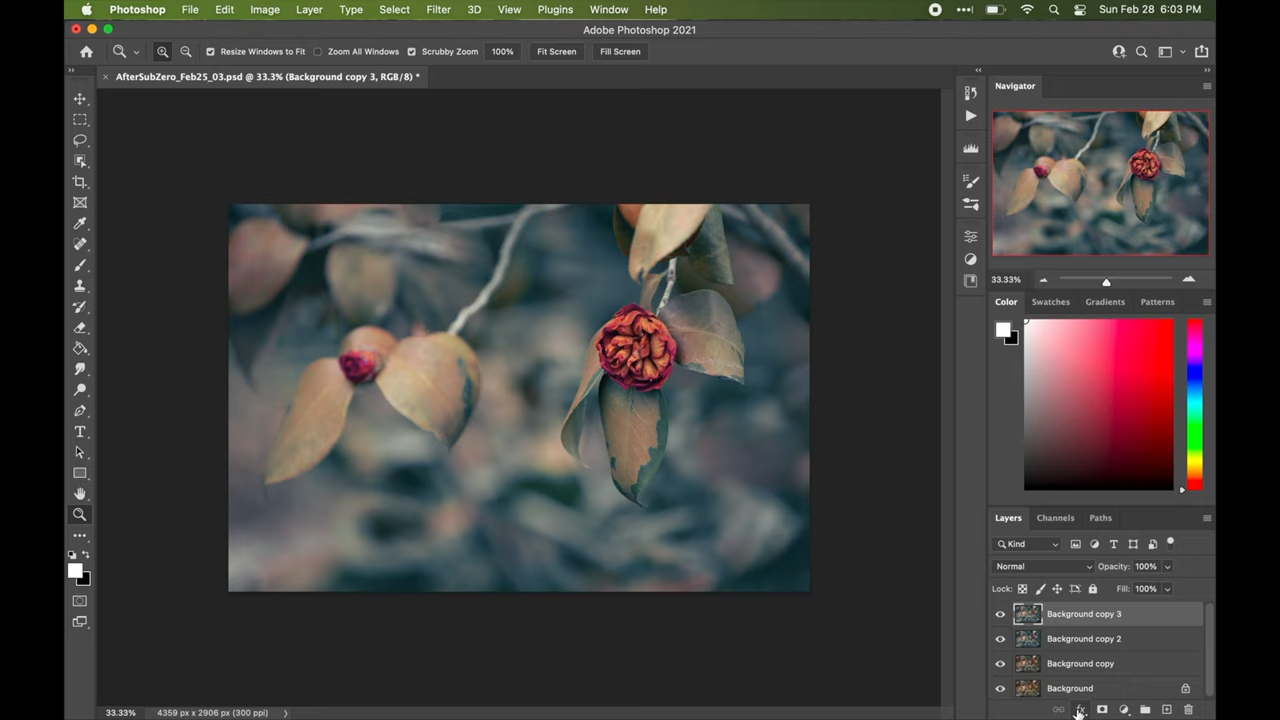 Photoshop File Edit Image Layer Type Select Filter 3D View Plugins Window Help Sun Feb 28 6:03 PM
Adobe Photoshop 2021
Resize Windows to Fit Zoom All Windows Scrubby Zoom 100% Fit Screen Fill Screen
AfterSubZero_Feb25_03.psd @ 33.3% (Background copy 3, RGB/8) *
Navigator
33.33%
Color Swatches Gradients Patterns
Layers Channels Paths
Kind
Normal Opacity: 100%
Lock: Fill: 100%
Background copy 3
Background copy 2
Background copy
Background
fx
33.33% 4359 px x 2906 px (300 ppi)